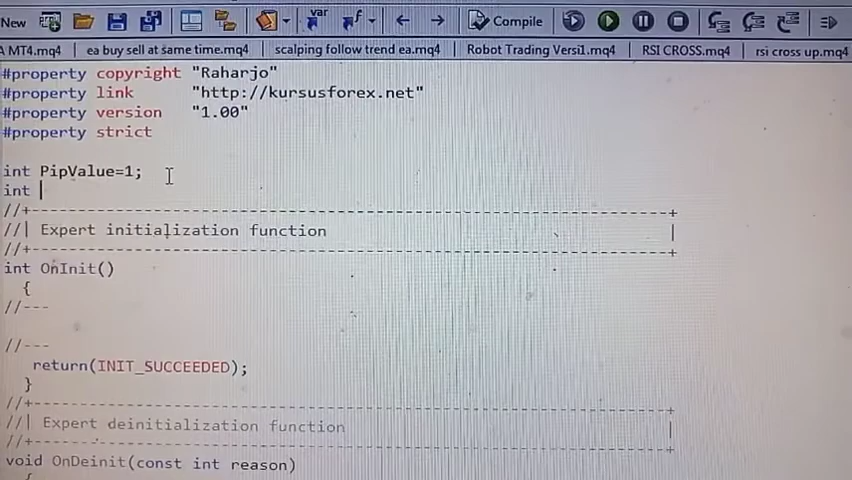 New var f Compile
A MT4.mq4 ea buy sell at same time.mq4 scalping follow trend ea.mq4 Robot Trading Versi1.mq4 RSI CROSS.mq4 rsi cross up.mq4
#property copyright "Raharjo"
#property link "http://kursusforex.net"
#property version "1.00"
#property strict
int PipValue=1;
int
//+------------------------------------------------------------------+
//| Expert initialization function |
//+------------------------------------------------------------------+
int OnInit()
{
//---
//---
return(INIT_SUCCEEDED);
}
//+------------------------------------------------------------------+
//| Expert deinitialization function |
//+------------------------------------------------------------------+
void OnDeinit(const int reason)
{